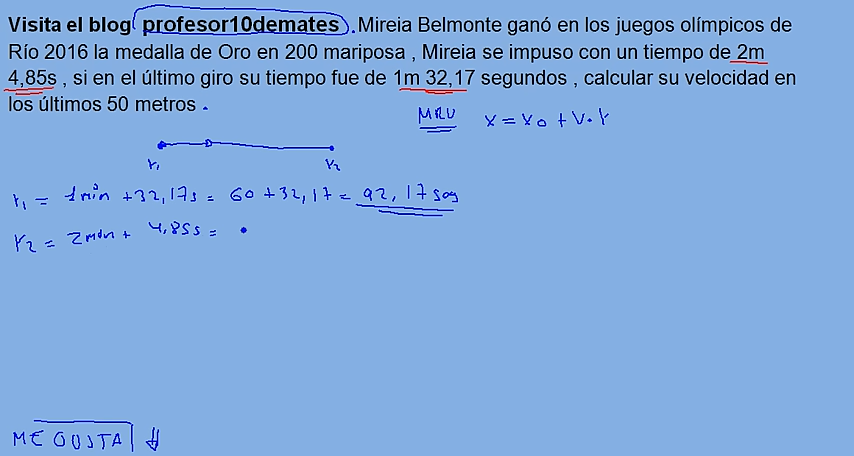 Visita el blog profesor10demates . Mireia Belmonte ganó en los juegos olímpicos de
Río 2016 la medalla de Oro en 200 mariposa , Mireia se impuso con un tiempo de 2m
4,85s , si en el último giro su tiempo fue de 1m 32,17 segundos , calcular su velocidad en
los últimos 50 metros .
MRU x = x0 + v · t
t1 t2
t1 = 1min + 32,17s = 60 + 32,17 = 92,17 seg
t2 = 2min + 4,85s =
ME GUSTA